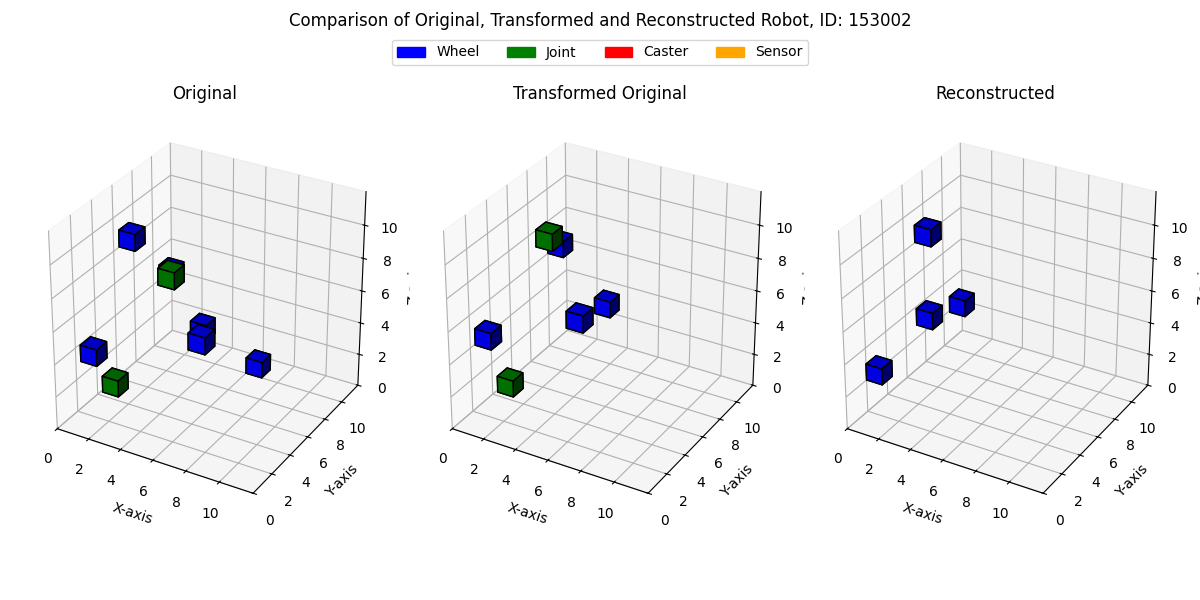 Comparison of Original, Transformed and Reconstructed Robot, ID: 153002
Wheel Joint Caster Sensor
Original Transformed Original Reconstructed
10 10 10
8 8 8
6 6 6
4 4 4
2 2 2
0 0 0
10 10 10
8 8 8
6 6 6
4 4 4
2 2 2
0 0 0
0 2 4 6 8 10 0 2 4 6 8 10 0 2 4 6 8 10
X-axis Y-axis X-axis Y-axis X-axis Y-axis